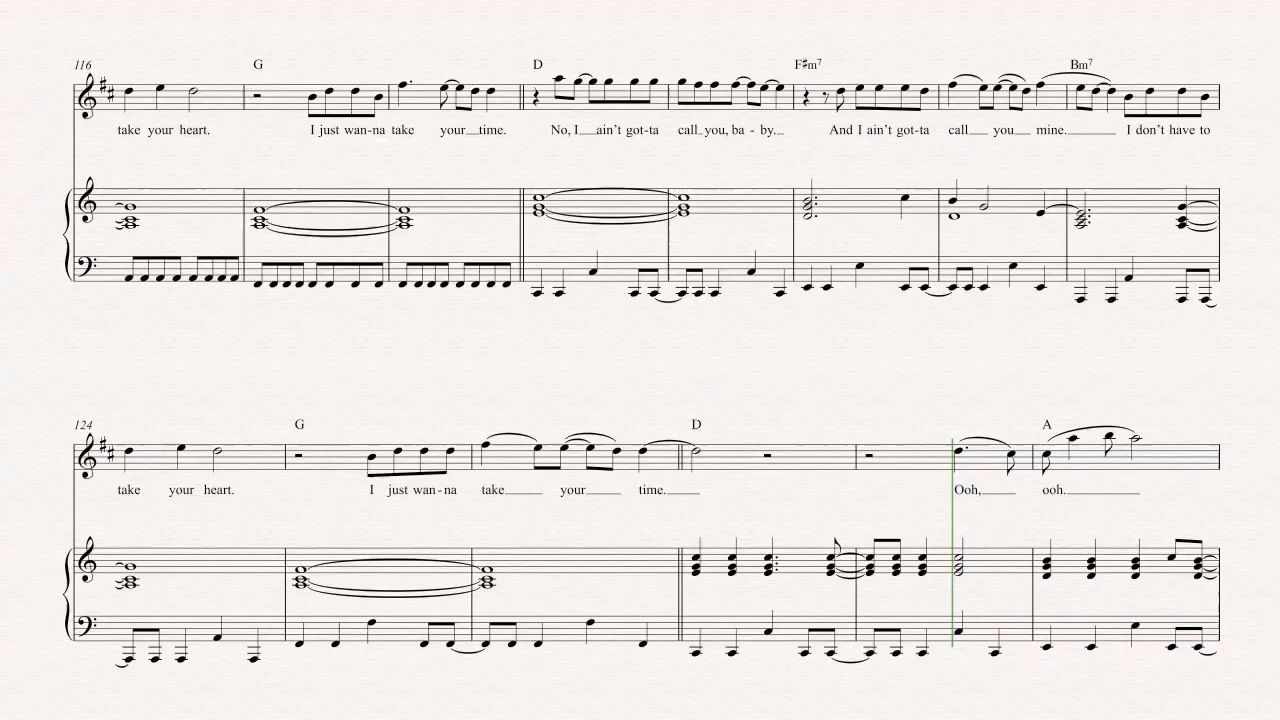 116 G D F♯m7 Bm7
take your heart. I just wan-na take your time. No, I ain't got-ta call you, ba - by. And I ain't got-ta call you mine. I don't have to
124 G D A
take your heart. I just wan-na take your time. Ooh, ooh.